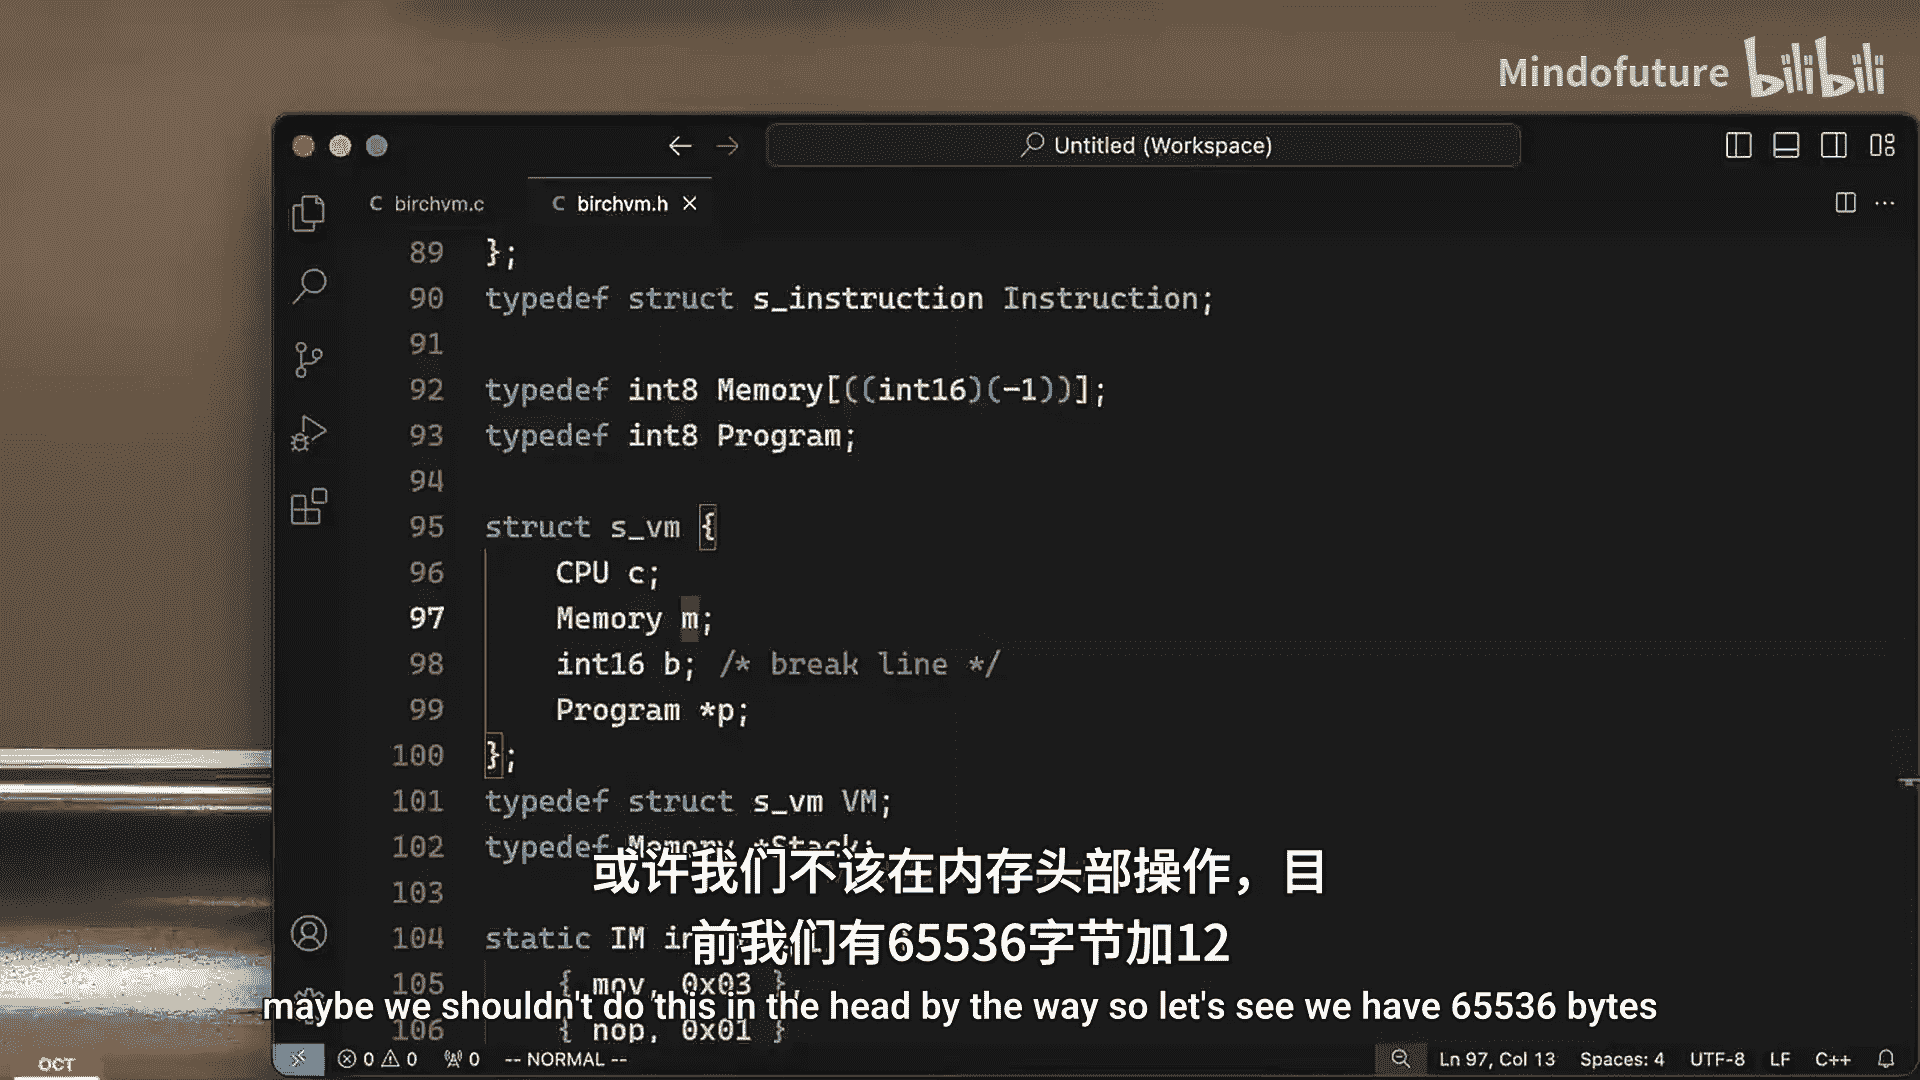 Mindofuture bilibili
Untitled (Workspace)
C birchvm.c C birchvm.h ×
89 };
90 typedef struct s_instruction Instruction;
91
92 typedef int8 Memory[((int16)(-1))];
93 typedef int8 Program;
94
95 struct s_vm {
96 CPU c;
97 Memory m;
98 int16 b; /* break line */
99 Program *p;
100 };
101 typedef struct s_vm VM;
102 typedef Memory *Stack;
或许我们不该在内存头部操作，目
103
104 static IM
前我们有65536字节加12
105 { mov, 0x03 },
maybe we shouldn't do this in the head by the way so let's see we have 65536 bytes
106 { nop, 0x01 }
0 0 0 -- NORMAL -- Ln 97, Col 13 Spaces: 4 UTF-8 LF C++
OCT